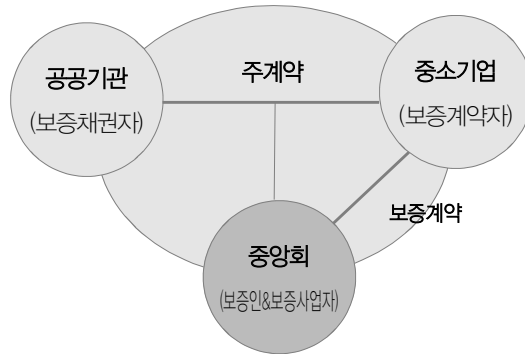 공공기관
(보증채권자)
주계약
중소기업
(보증계약자)
보증계약
중앙회
(보증인&보증사업자)